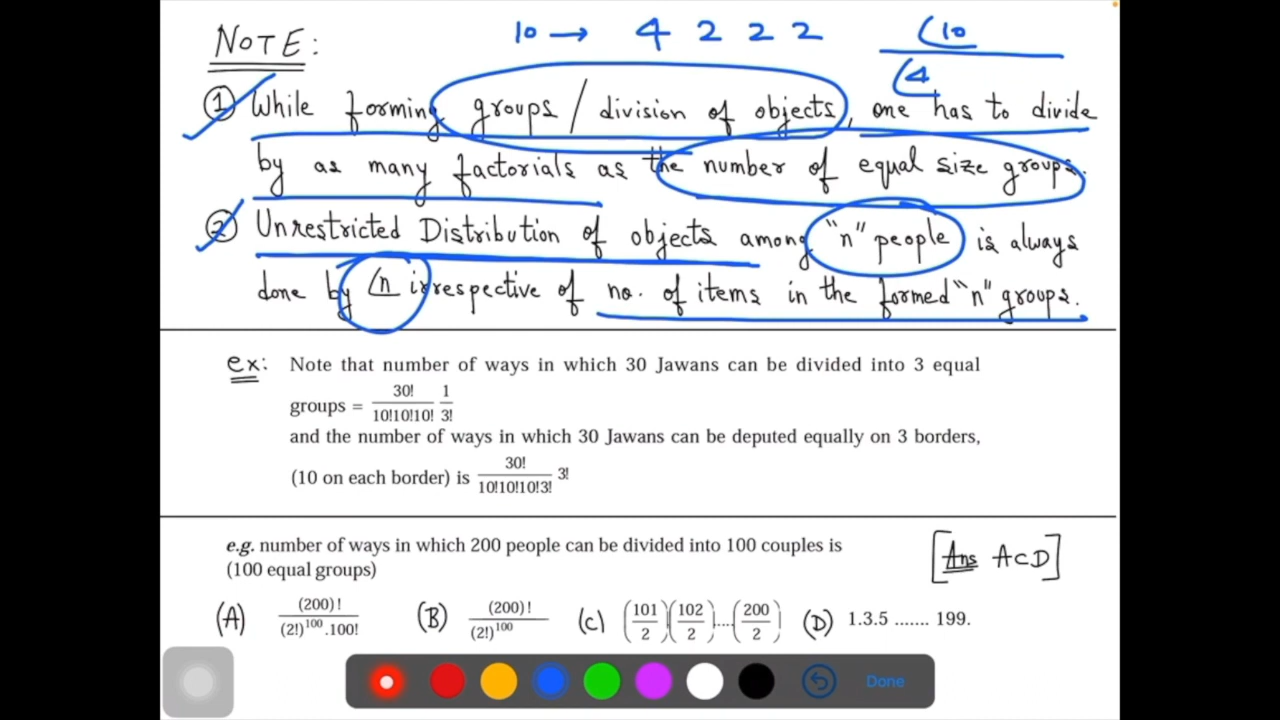 10 → 4 2 2 2 ⌊10
⌊4
NOTE:
① While forming groups / division of objects, one has to divide
by as many factorials as the number of equal size groups.
② Unrestricted Distribution of objects among "n" people is always
done by ⌊n irrespective of no. of items in the formed "n" groups.
ex: Note that number of ways in which 30 Jawans can be divided into 3 equal
groups = 30!/10!10!10! 1/3!
and the number of ways in which 30 Jawans can be deputed equally on 3 borders,
(10 on each border) is 30!/10!10!10!3! 3!
e.g. number of ways in which 200 people can be divided into 100 couples is
(100 equal groups)
[Ans ACD]
(A) (200)!/(2!)^100.100! (B) (200)!/(2!)^100 (C) (101/2)(102/2)....(200/2) (D) 1.3.5 ....... 199.
Done